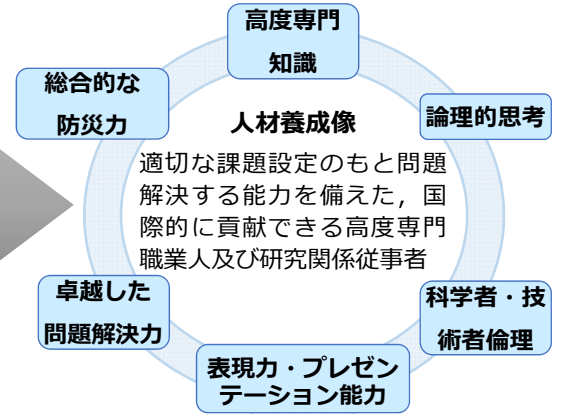 高度専門
知識
総合的な
防災力
論理的思考
人材養成像
適切な課題設定のもと問題
解決する能力を備えた，国
際的に貢献できる高度専門
職業人及び研究関係従事者
卓越した
問題解決力
科学者・技
術者倫理
表現力・プレゼン
テーション能力